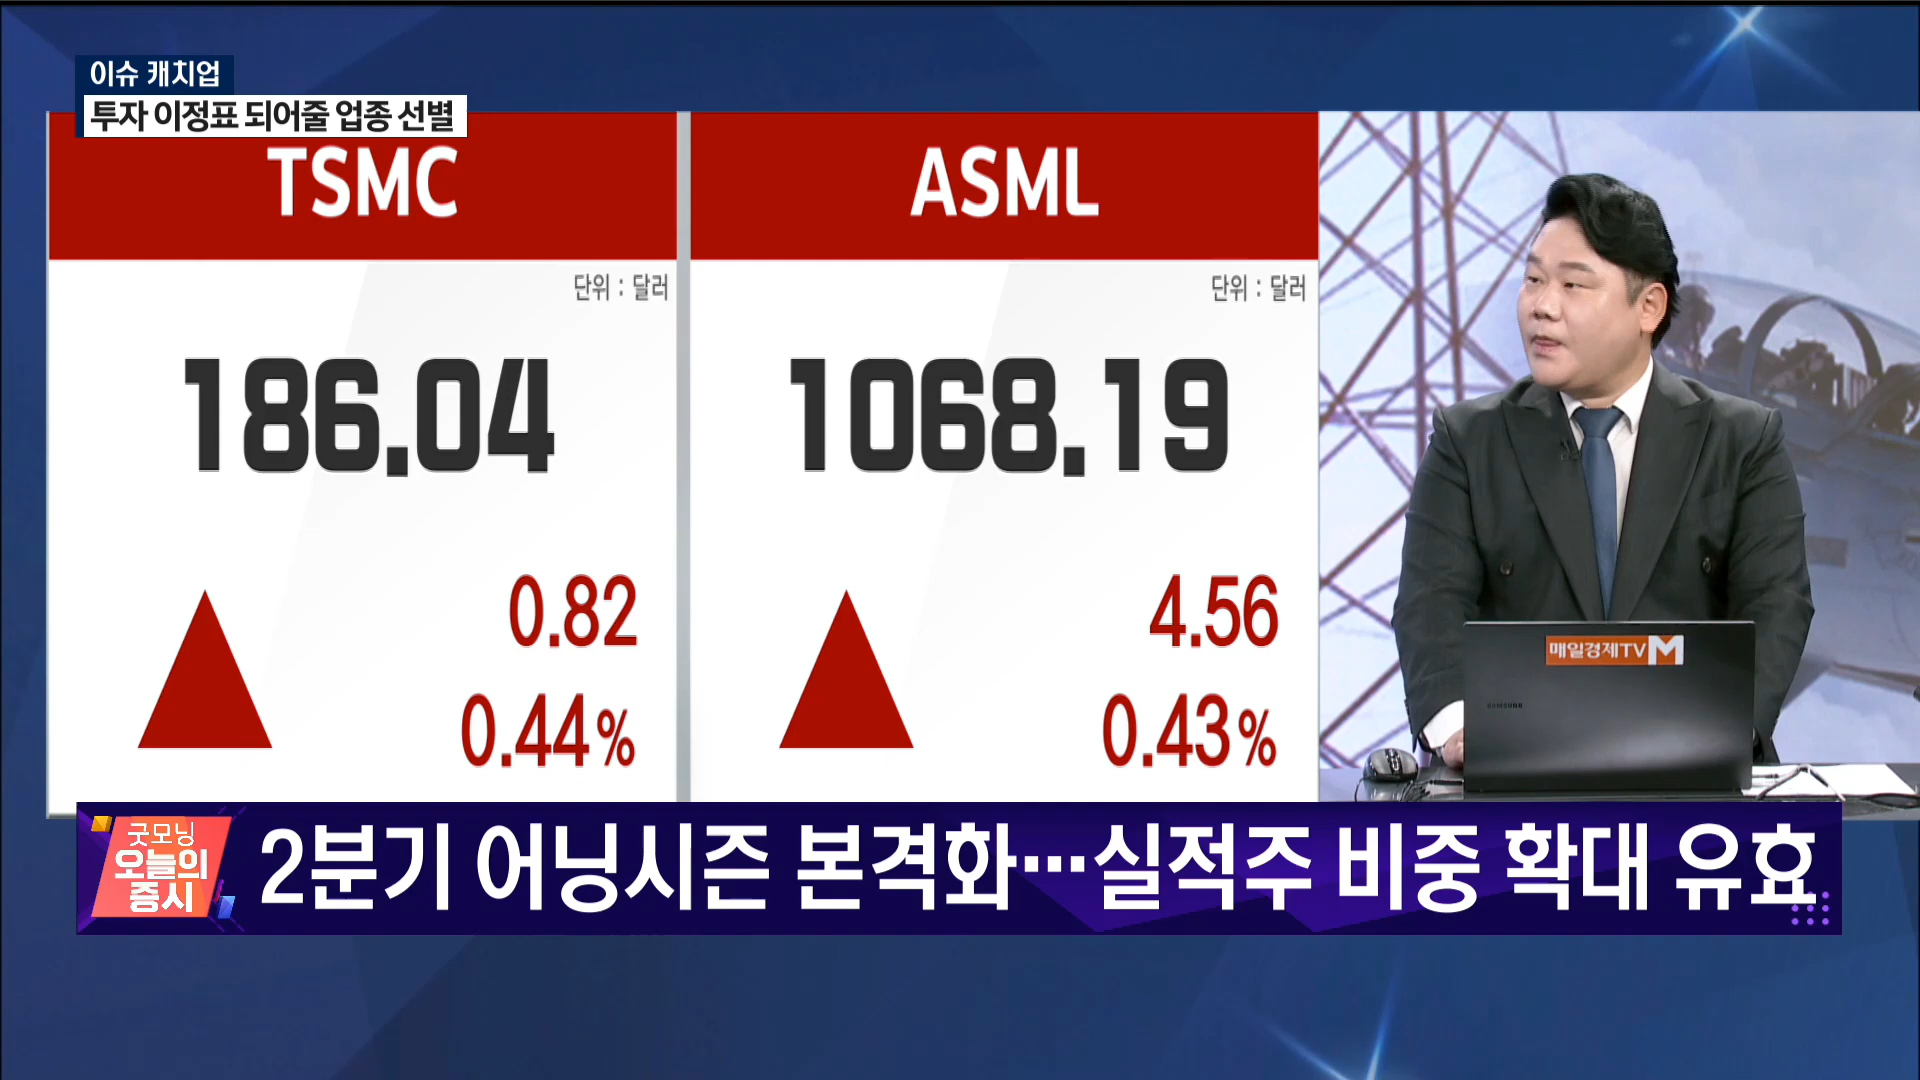 이슈 캐치업
투자 이정표 되어줄 업종 선별
TSMC
단위 : 달러
186.04
▲ 0.82
0.44%
ASML
단위 : 달러
1068.19
▲ 4.56
0.43%
매일경제TV M
SAMSUNG
굿모닝
오늘의
증시
2분기 어닝시즌 본격화…실적주 비중 확대 유효